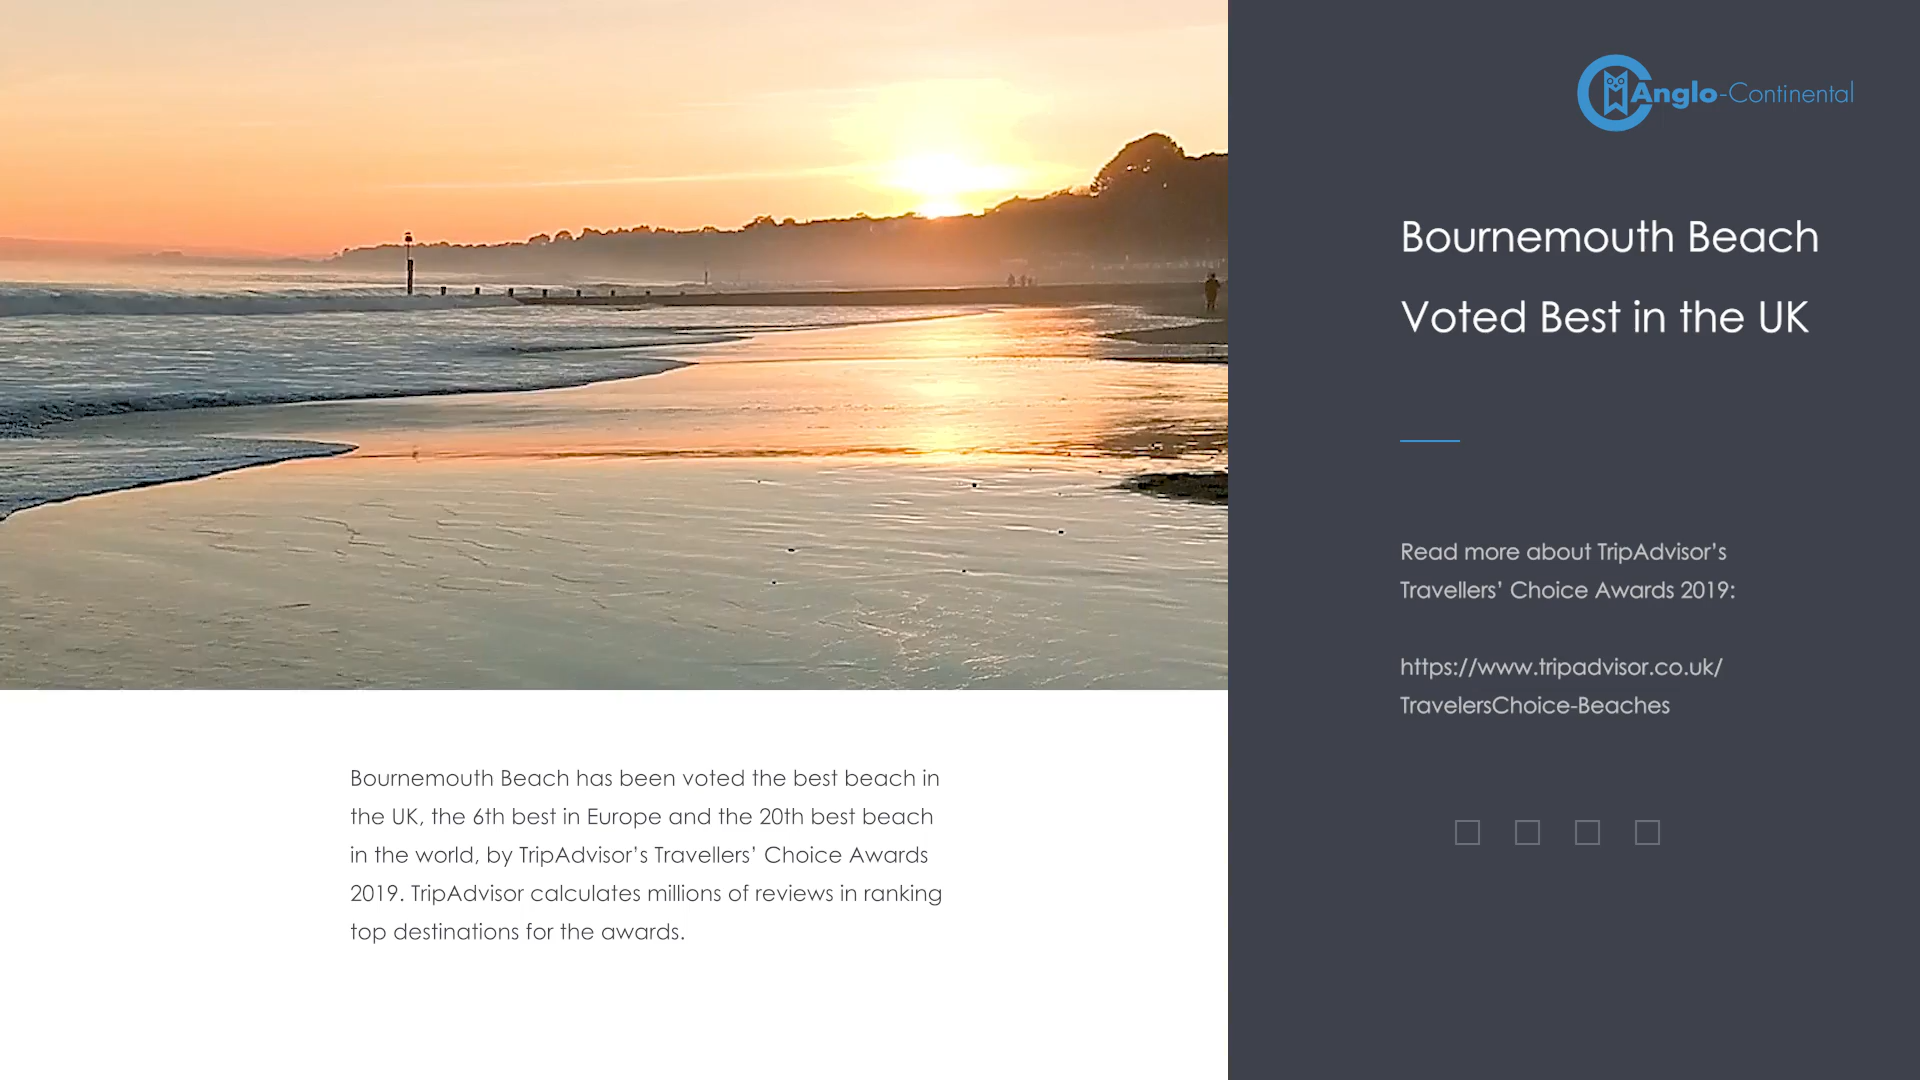 Anglo-Continental
Bournemouth Beach
Voted Best in the UK
Read more about TripAdvisor’s
Travellers’ Choice Awards 2019:
https://www.tripadvisor.co.uk/
TravelersChoice-Beaches
Bournemouth Beach has been voted the best beach in
the UK, the 6th best in Europe and the 20th best beach
in the world, by TripAdvisor’s Travellers’ Choice Awards
2019. TripAdvisor calculates millions of reviews in ranking
top destinations for the awards.